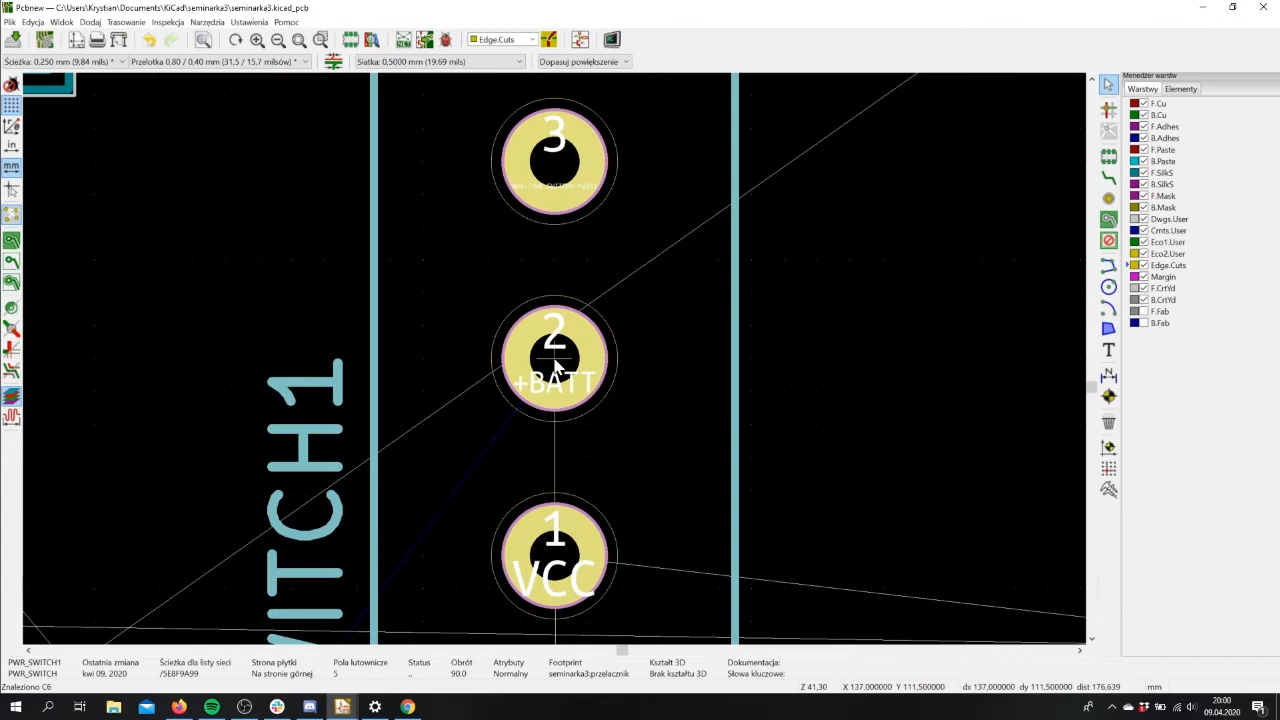 Pcbnew — C:\Users\Krystian\Documents\KiCad\seminarka3\seminarka3.kicad_pcb
Plik Edycja Widok Dodaj Trasowanie Inspekcja Narzędzia Ustawienia Pomoc
Edge.Cuts
Ścieżka: 0,250 mm (9,84 mils) * Przelotka 0,80 / 0,40 mm (31,5 / 15,7 milsów) * Siatka: 0,5000 mm (19,69 mils) Dopasuj powiększenie
Menedżer warstw
Warstwy Elementy
F.Cu
B.Cu
F.Adhes
B.Adhes
F.Paste
B.Paste
F.SilkS
B.SilkS
F.Mask
B.Mask
Dwgs.User
Cmts.User
Eco1.User
Eco2.User
Edge.Cuts
Margin
F.CrtYd
B.CrtYd
F.Fab
B.Fab
in
mm
3
2
+BATT
1
VCC
ITCH1
PWR_SWITCH1 Ostatnia zmiana Ścieżka dla listy sieci Strona płytki Pola lutownicze Status Obrót Atrybuty Footprint Kształt 3D Dokumentacja:
PWR_SWITCH kwi 09, 2020 /5E8F9A99 Na stronie górnej 5 .. 90.0 Normalny seminarka3:przelacznik Brak kształtu 3D Słowa kluczowe:
Znaleziono C6 Z 41,30 X 137,000000 Y 111,500000 dx 137,000000 dy 111,500000 dist 176,639 mm
20:00
09.04.2020